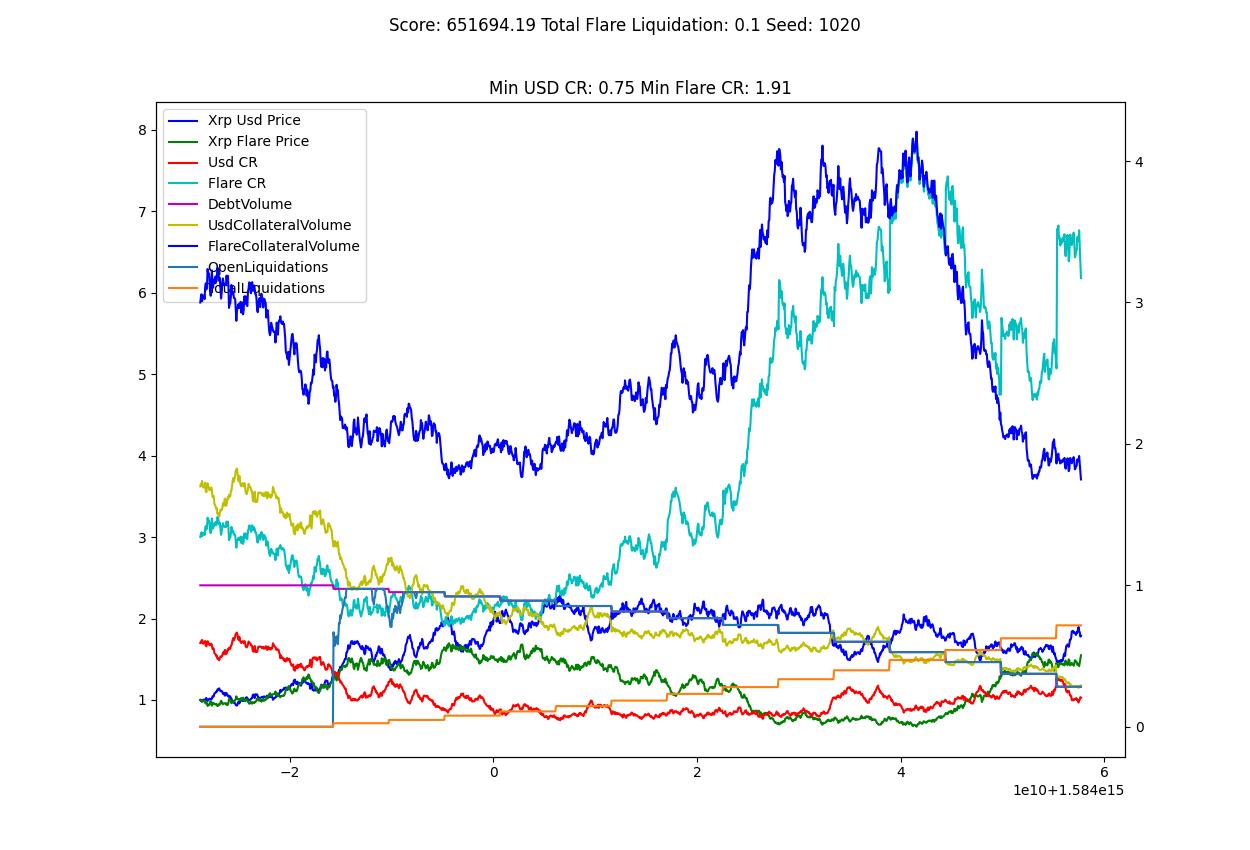 Score: 651694.19 Total Flare Liquidation: 0.1 Seed: 1020
Min USD CR: 0.75 Min Flare CR: 1.91
Xrp Usd Price
Xrp Flare Price
Usd CR
Flare CR
DebtVolume
UsdCollateralVolume
FlareCollateralVolume
OpenLiquidations
TotalLiquidations
8
7
6
5
4
3
2
1
4
3
2
1
0
−2
0
2
4
6
1e10+1.584e15